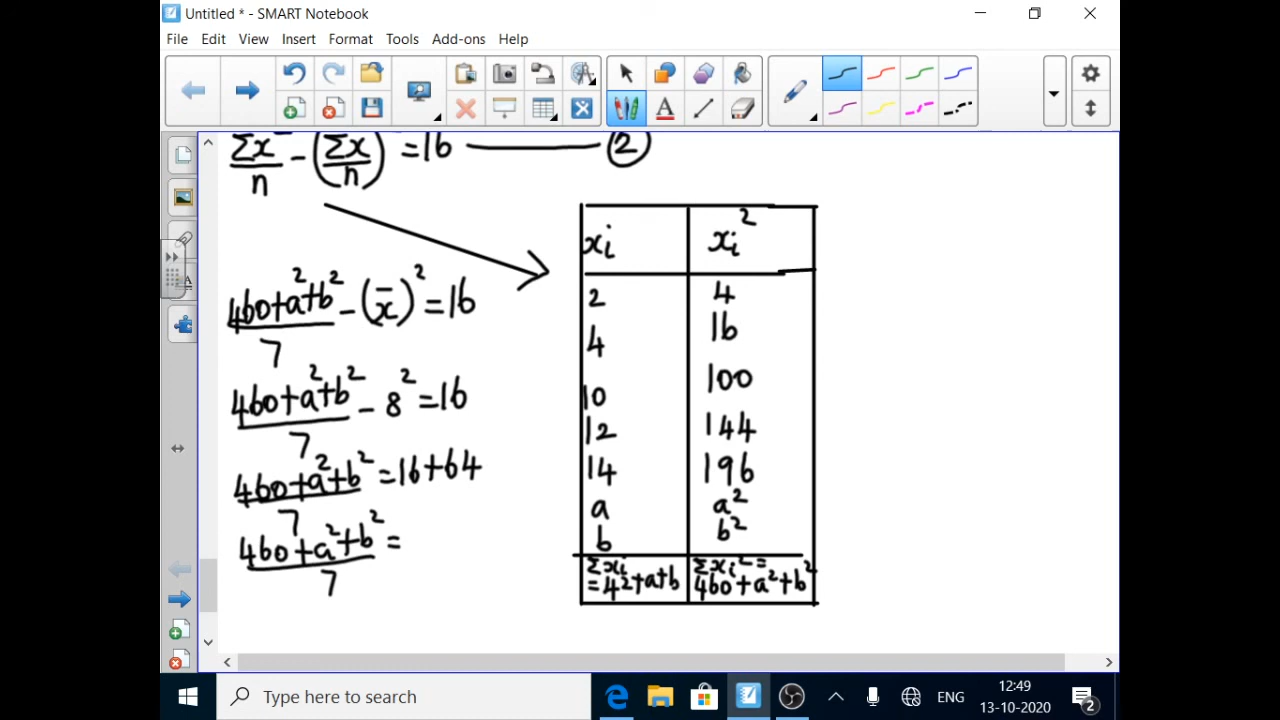 Untitled * - SMART Notebook
File Edit View Insert Format Tools Add-ons Help
Σx²/n - (Σx/n) = 16 ———— ②
(460+a²+b²)/7 - (x̄)² = 16
(460+a²+b²)/7 - 8² = 16
(460+a²+b²)/7 = 16+64
(460+a²+b²)/7 =
xi xi²
2 4
4 16
10 100
12 144
14 196
a a²
b b²
Σxi = 42+a+b Σxi² = 460+a²+b²
Type here to search
ENG
12:49
13-10-2020
2